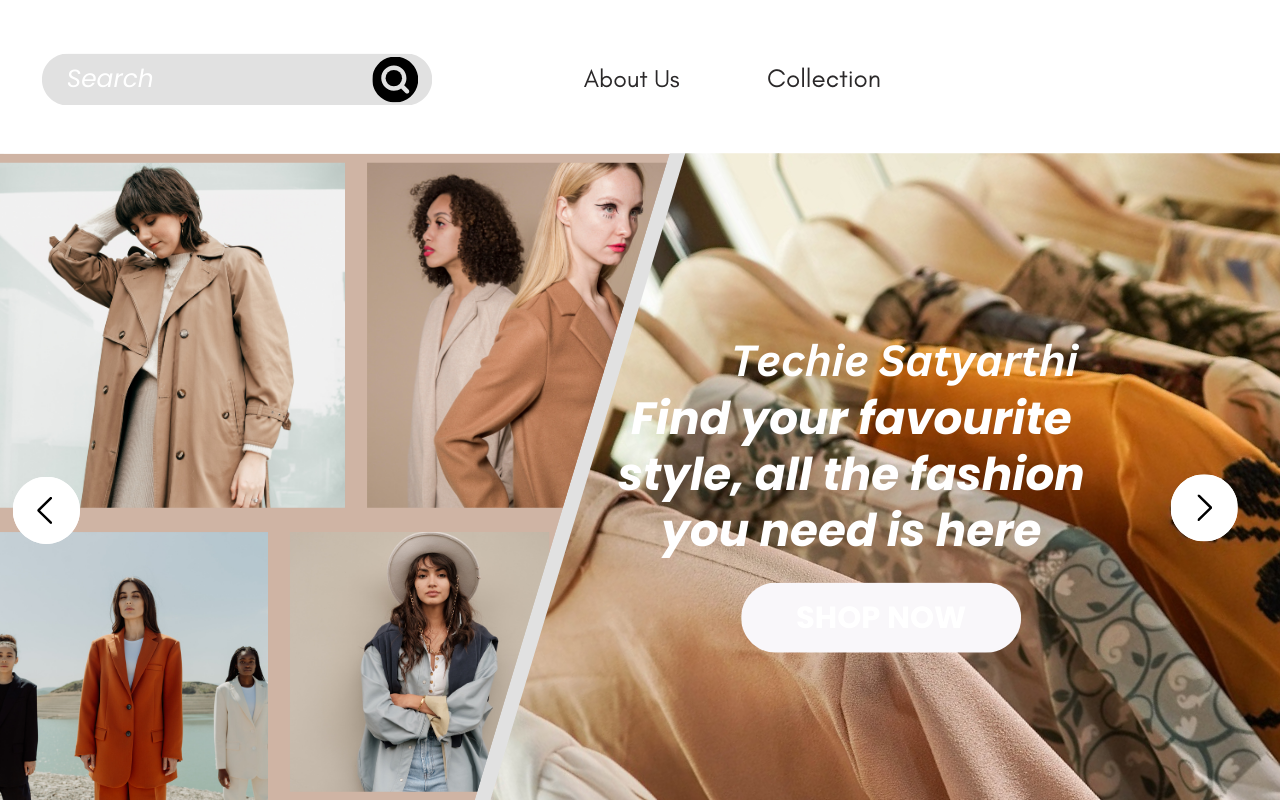 Search
About Us
Collection
Techie Satyarthi
Find your favourite
style, all the fashion
you need is here
SHOP NOW